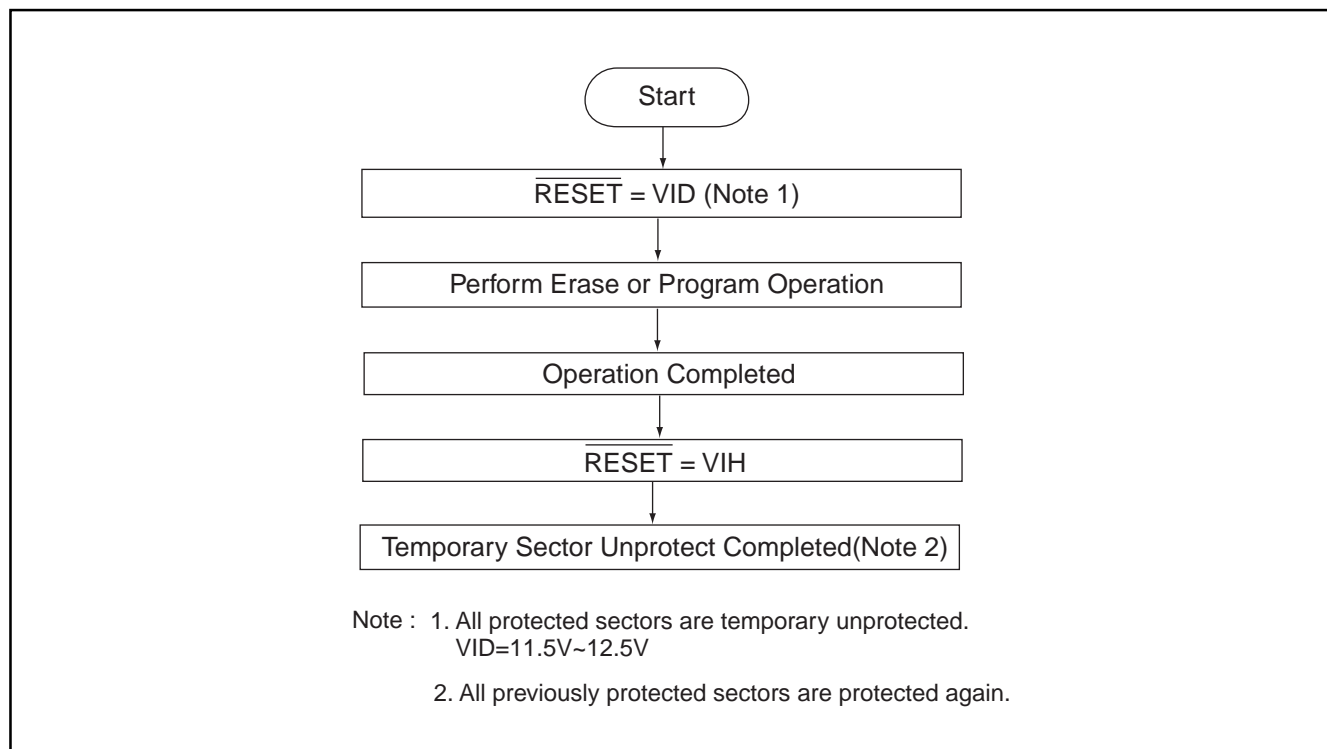 Start
RESET = VID (Note 1)
Perform Erase or Program Operation
Operation Completed
RESET = VIH
Temporary Sector Unprotect Completed(Note 2)
Note : 1. All protected sectors are temporary unprotected.
VID=11.5V~12.5V
2. All previously protected sectors are protected again.